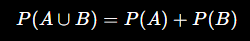 P(A ∪ B) = P(A) + P(B)